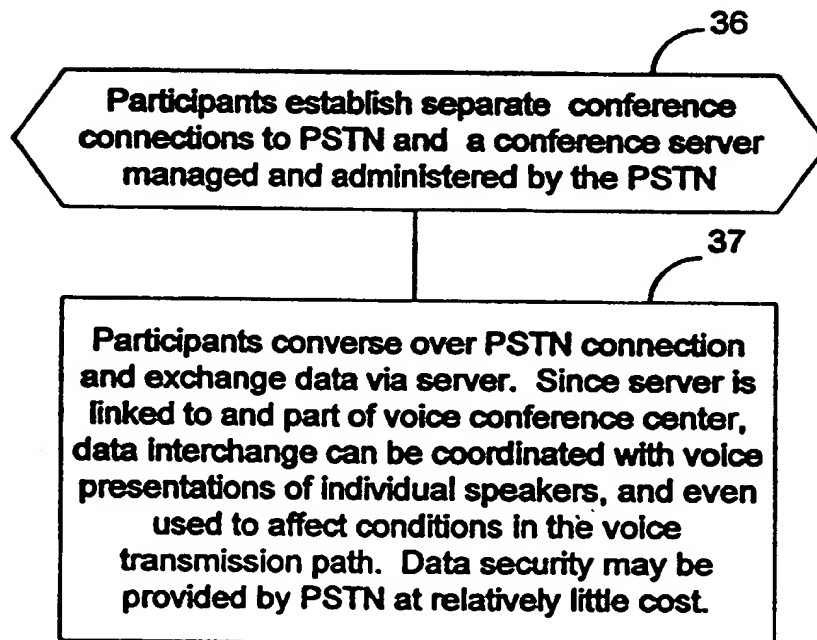 36
Participants establish separate conference
connections to PSTN and a conference server
managed and administered by the PSTN
37
Participants converse over PSTN connection
and exchange data via server. Since server is
linked to and part of voice conference center,
data interchange can be coordinated with voice
presentations of individual speakers, and even
used to affect conditions in the voice
transmission path. Data security may be
provided by PSTN at relatively little cost.